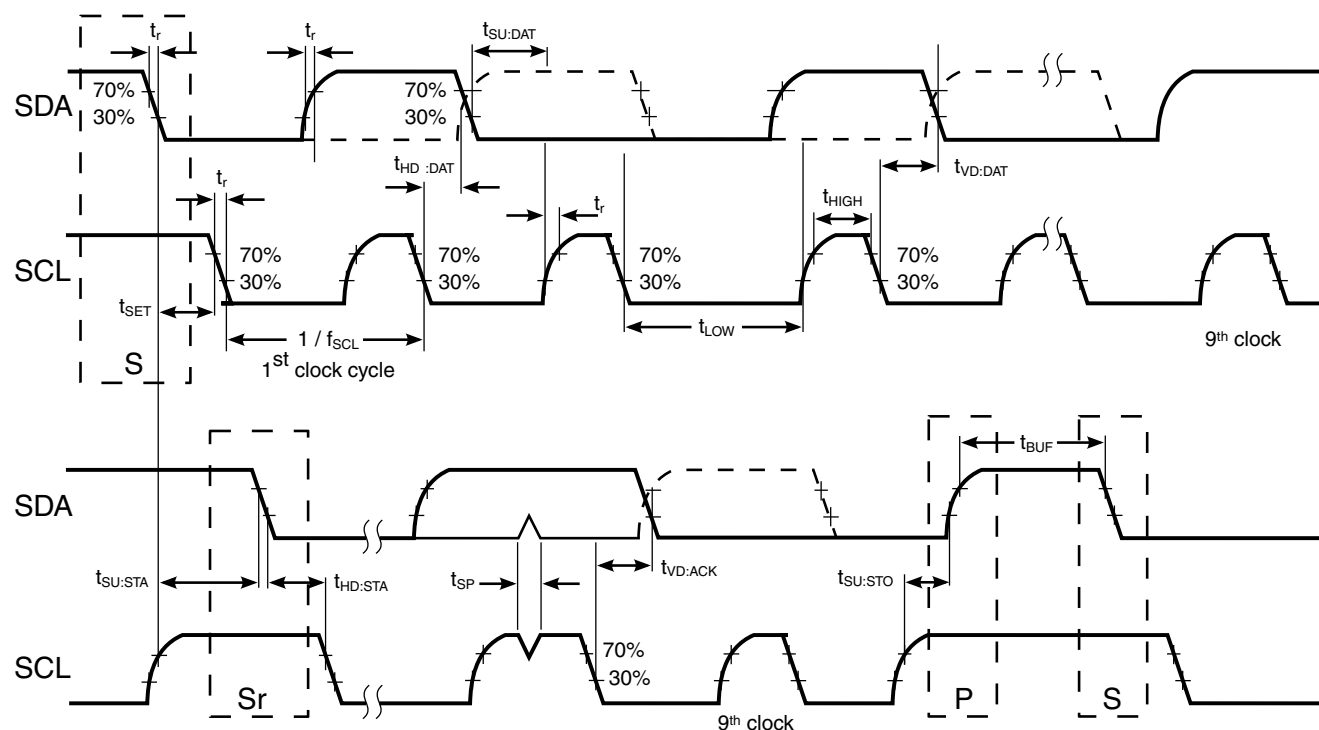 tr
tr
tSU:DAT
SDA
70%
30%
70%
30%
tHD :DAT
tVD:DAT
tr
tr
tHIGH
SCL
70%
30%
70%
30%
70%
30%
70%
30%
tSET
1 / fSCL
tLOW
S
1st clock cycle
9th clock
tBUF
SDA
tSU:STA
tHD:STA
tSP
tVD:ACK
tSU:STO
SCL
70%
30%
Sr
P
S
9th clock